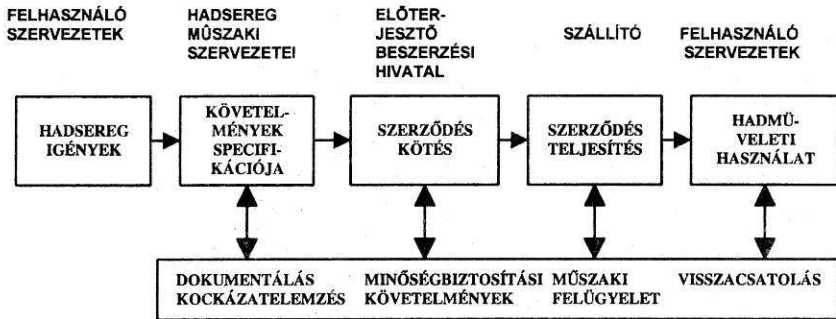 FELHASZNÁLÓ
SZERVEZETEK
HADSEREG
MŰSZAKI
SZERVEZETEI
ELŐTER-
JESZTŐ
BESZERZÉSI
HIVATAL
SZÁLLÍTÓ
FELHASZNÁLÓ
SZERVEZETEK
HADSEREG
IGÉNYEK
KÖVETEL-
MÉNYEK
SPECIFI-
KÁCIÓJA
SZERZŐDÉS
KÖTÉS
SZERZŐDÉS
TELJESÍTÉS
HADMŰ-
VELETI
HASZNÁLAT
DOKUMENTÁLÁS
KOCKÁZATELEMZÉS
MINŐSÉGBIZTOSÍTÁSI
KÖVETELMÉNYEK
MŰSZAKI
FELÜGYELET
VISSZACSATOLÁS